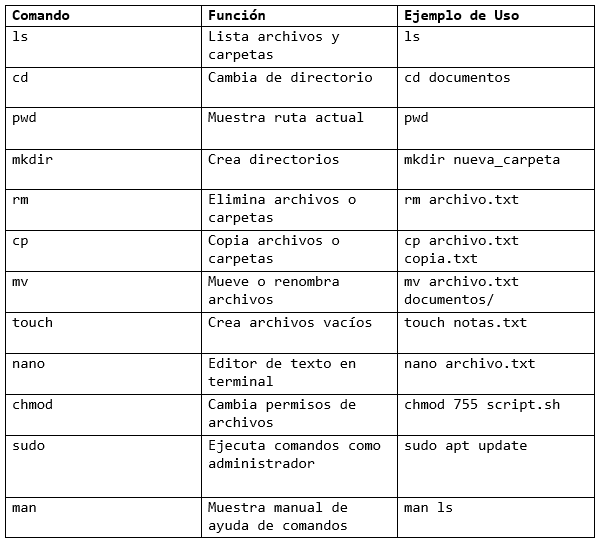 Comando Función Ejemplo de Uso
ls Lista archivos y ls
carpetas
cd Cambia de directorio cd documentos
pwd Muestra ruta actual pwd
mkdir Crea directorios mkdir nueva_carpeta
rm Elimina archivos o rm archivo.txt
carpetas
cp Copia archivos o cp archivo.txt
carpetas copia.txt
mv Mueve o renombra mv archivo.txt
archivos documentos/
touch Crea archivos vacíos touch notas.txt
nano Editor de texto en nano archivo.txt
terminal
chmod Cambia permisos de chmod 755 script.sh
archivos
sudo Ejecuta comandos como sudo apt update
administrador
man Muestra manual de man ls
ayuda de comandos